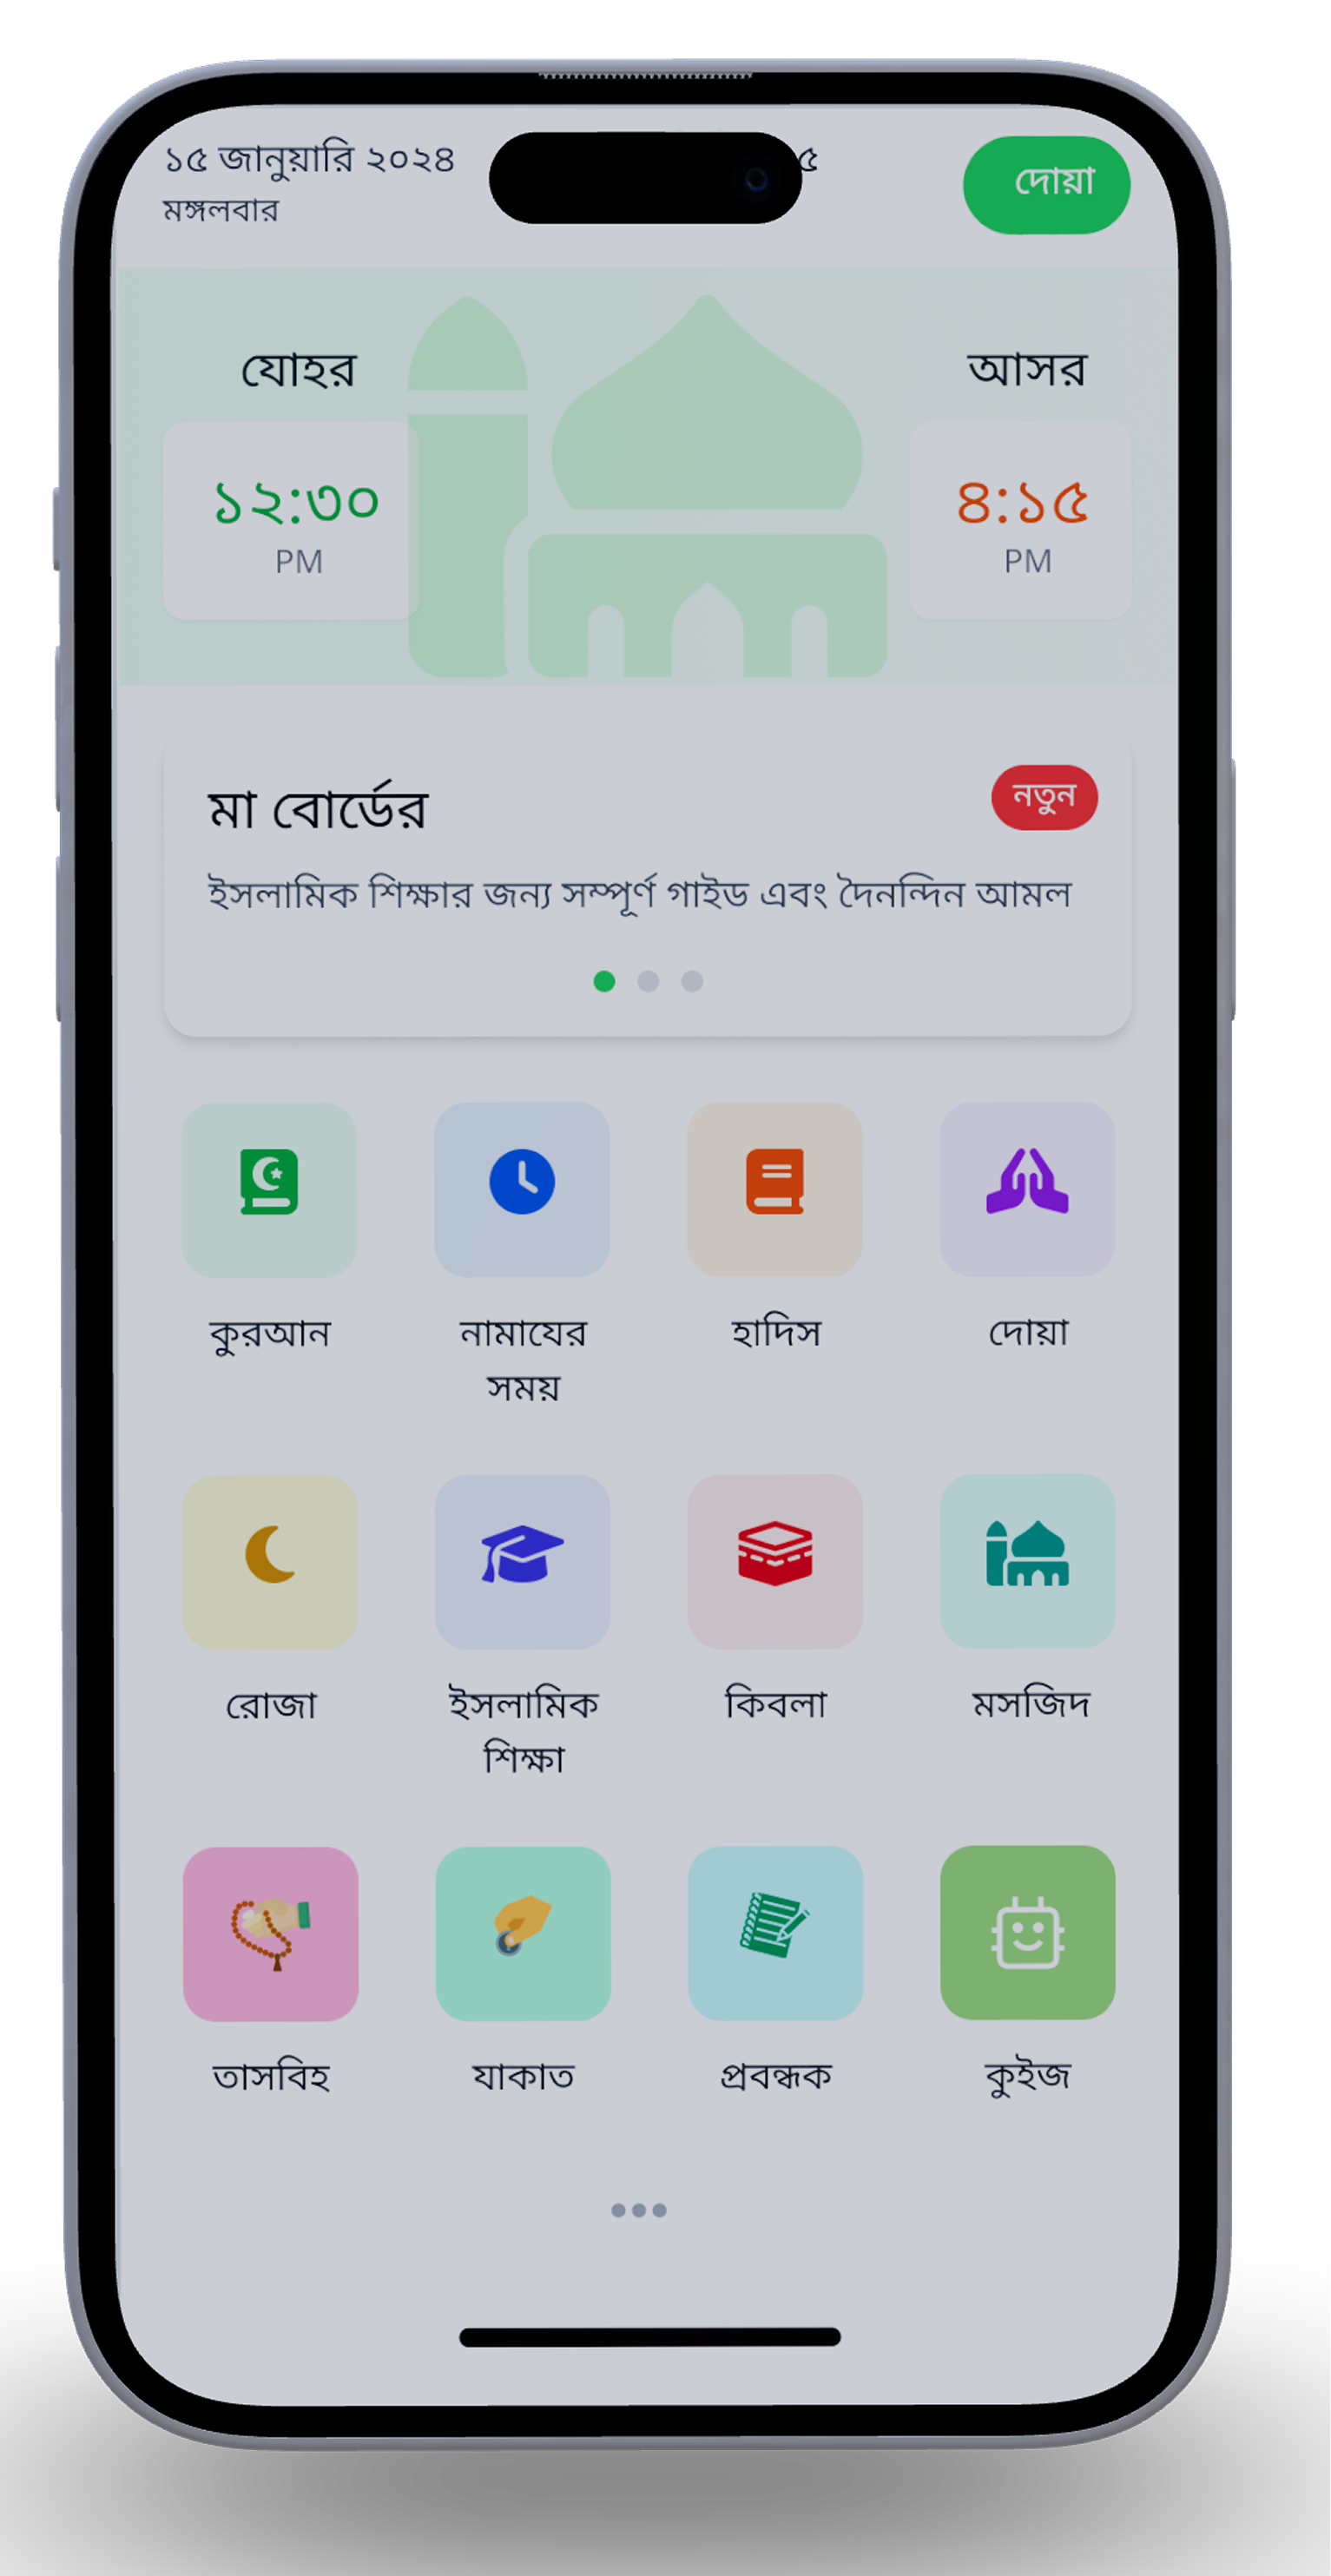 ১৫ জানুয়ারি ২০২৪
মঙ্গলবার
৫
দোয়া
যোহর
আসর
১২:৩০
PM
৪:১৫
PM
মা বোর্ডের
নতুন
ইসলামিক শিক্ষার জন্য সম্পূর্ণ গাইড এবং দৈনন্দিন আমল
কুরআন
নামাযের
সময়
হাদিস
দোয়া
রোজা
ইসলামিক
শিক্ষা
কিবলা
মসজিদ
তাসবিহ
যাকাত
প্রবন্ধক
কুইজ